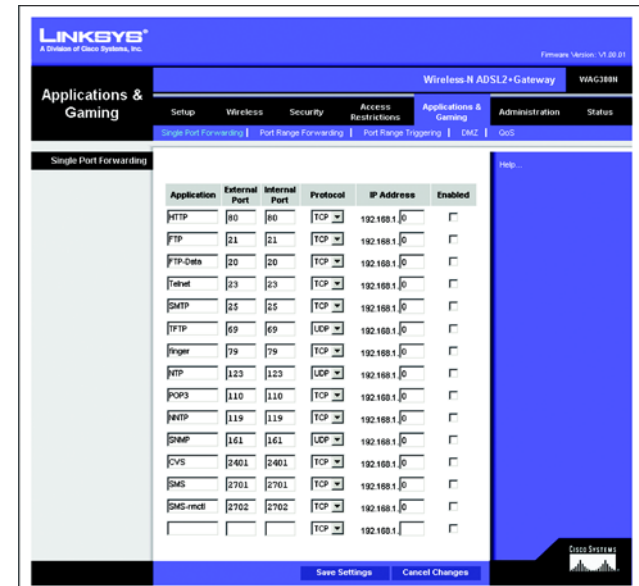 LINKSYS®
A Division of Cisco Systems, Inc.
Firmware Version: V1.00.01
Wireless-N ADSL2+Gateway WAG300N
Applications & Gaming
Setup Wireless Security Access Restrictions Applications & Gaming Administration Status
Single Port Forwarding | Port Range Forwarding | Port Range Triggering | DMZ | QoS
Single Port Forwarding
Help...
Application External Port Internal Port Protocol IP Address Enabled
HTTP 80 80 TCP 192.168.1.0
FTP 21 21 TCP 192.168.1.0
FTP-Data 20 20 TCP 192.168.1.0
Telnet 23 23 TCP 192.168.1.0
SMTP 25 25 TCP 192.168.1.0
TFTP 69 69 UDP 192.168.1.0
finger 79 79 TCP 192.168.1.0
NTP 123 123 UDP 192.168.1.0
POP3 110 110 TCP 192.168.1.0
NNTP 119 119 TCP 192.168.1.0
SNMP 161 161 UDP 192.168.1.0
CVS 2401 2401 TCP 192.168.1.0
SMS 2701 2701 TCP 192.168.1.0
SMS-rmctl 2702 2702 TCP 192.168.1.0
TCP 192.168.1.
Save Settings Cancel Changes
CISCO SYSTEMS